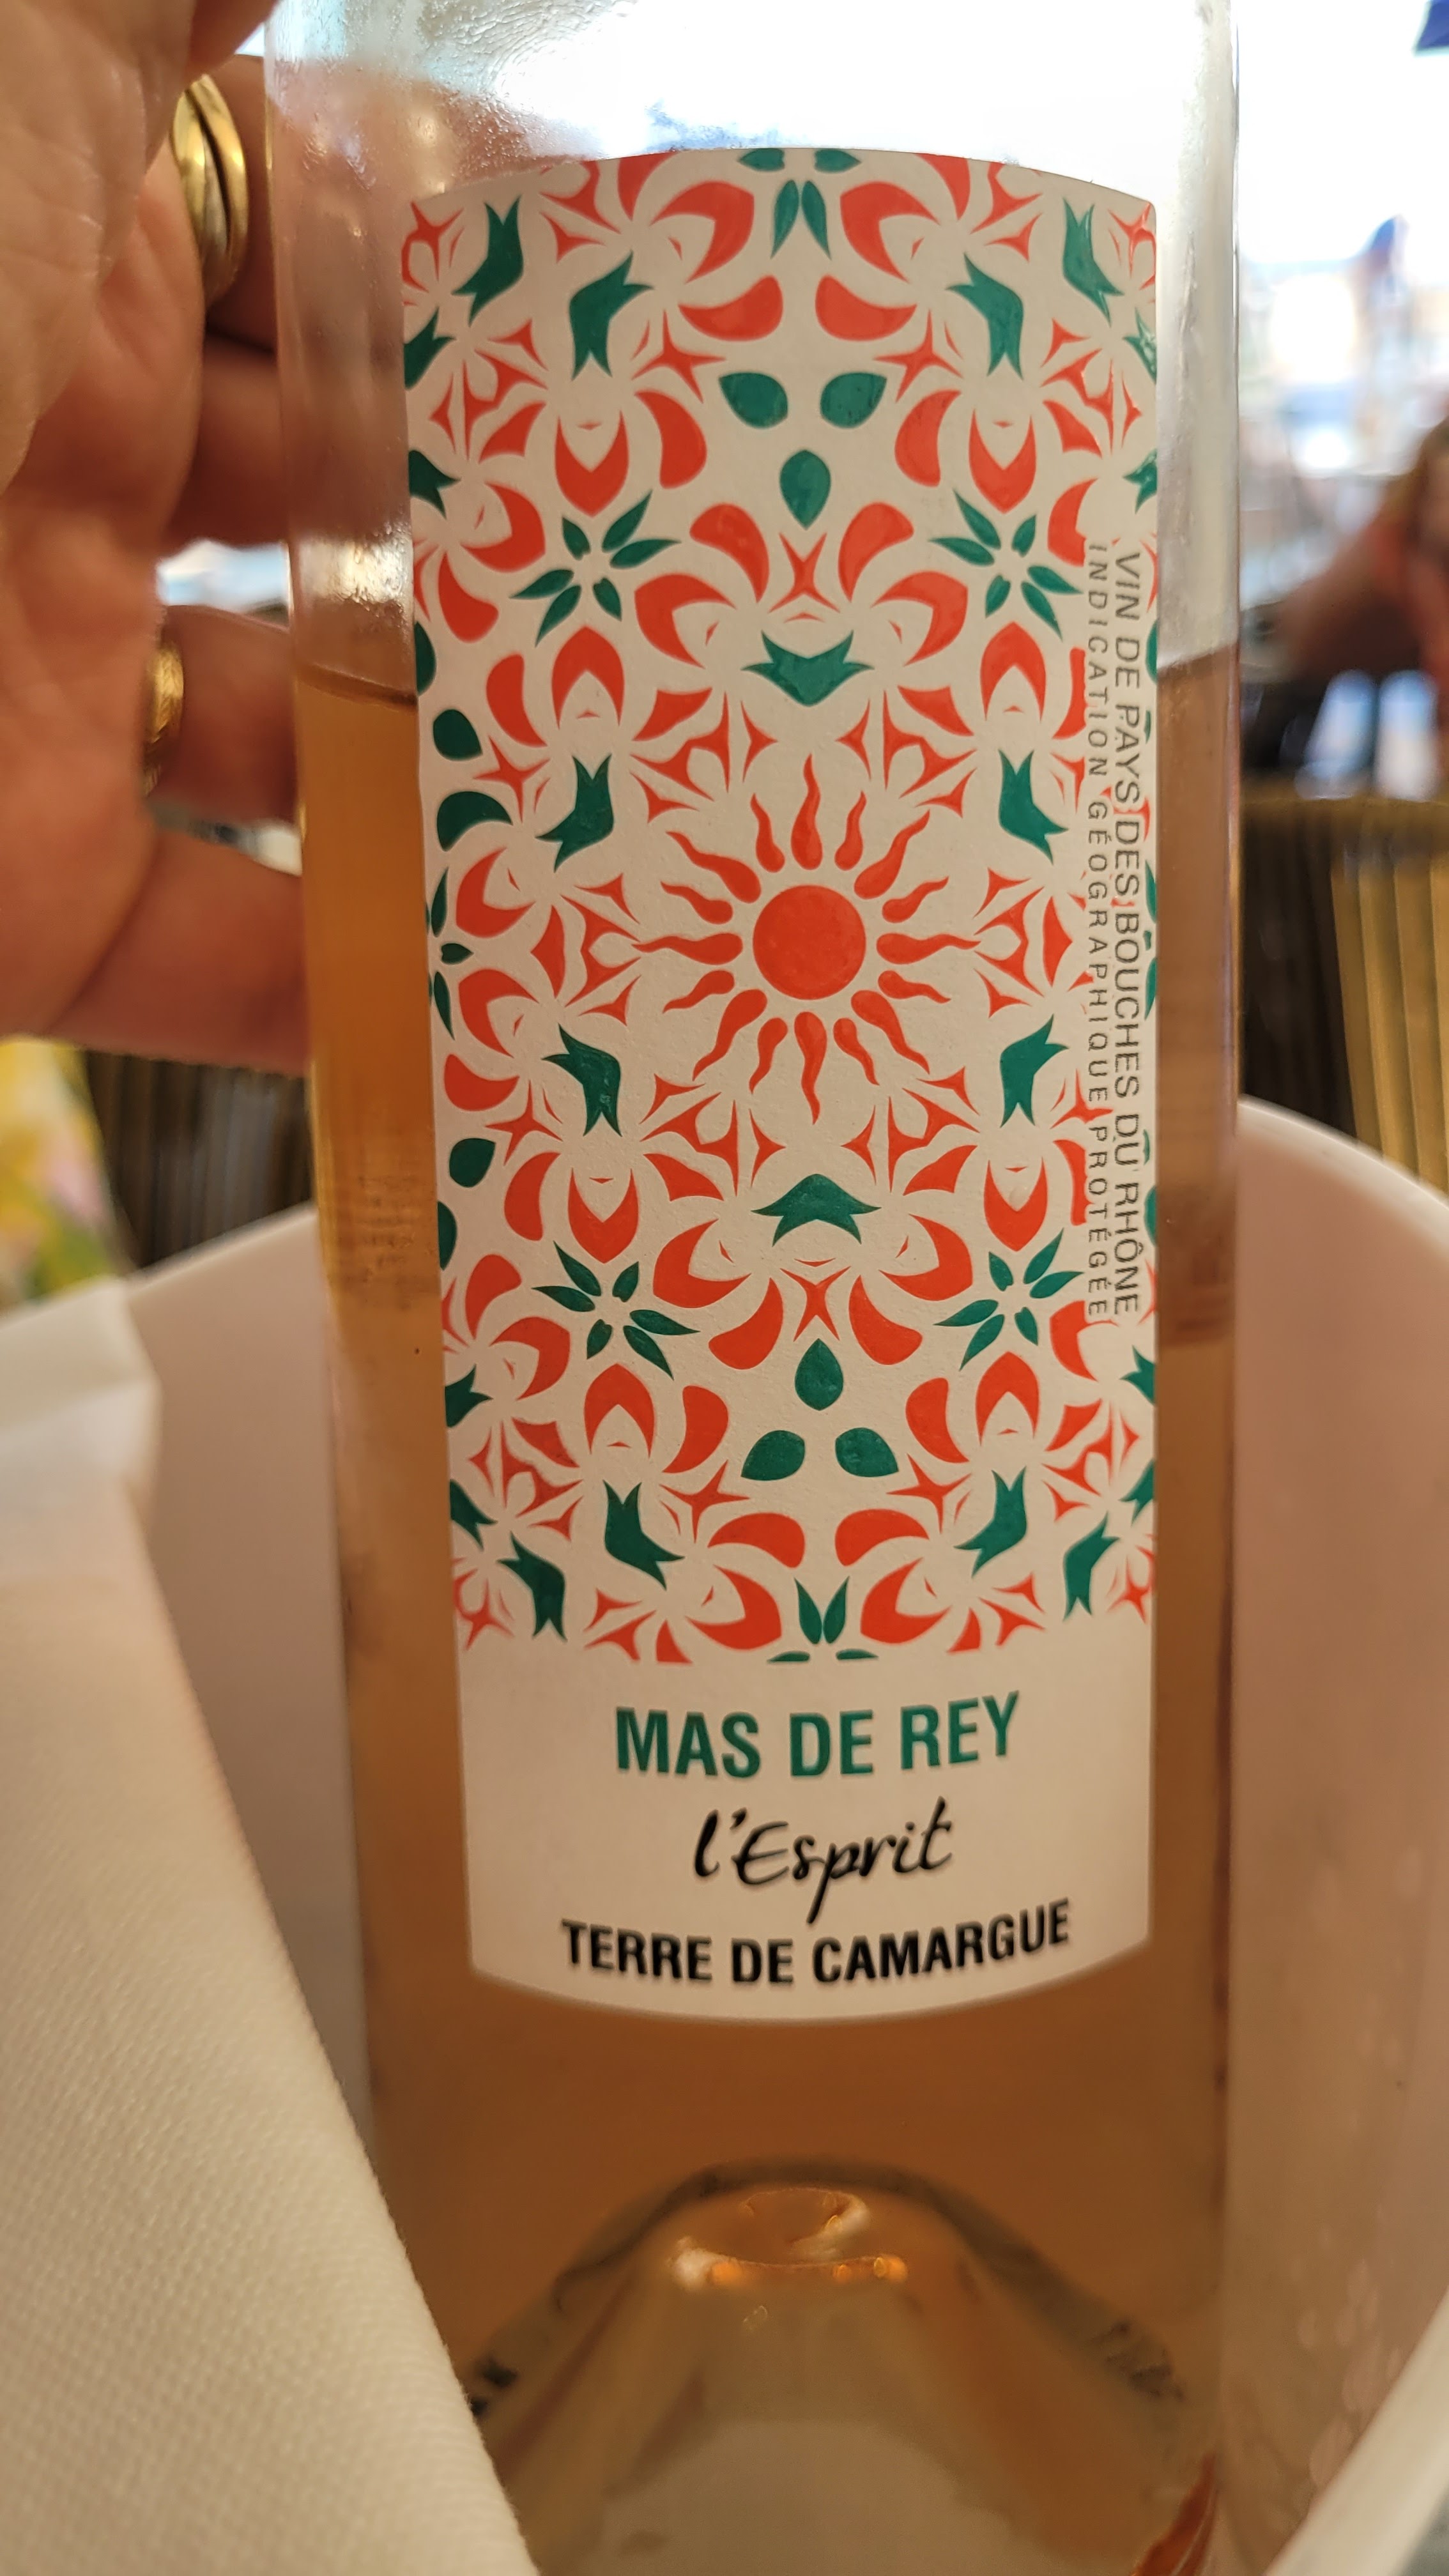 VIN DE PAYS DES BOUCHES DU RHÔNE
INDICATION GÉOGRAPHIQUE PROTÉGÉE
MAS DE REY
l'Esprit
TERRE DE CAMARGUE